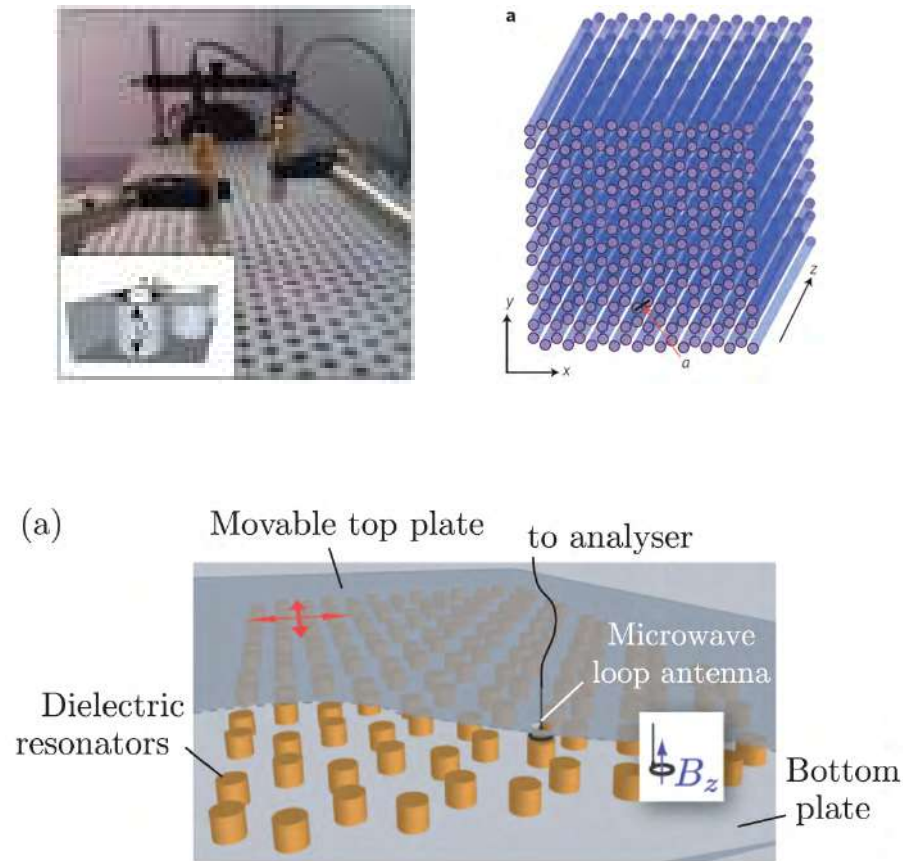 a
y
x
z
a
(a)
Movable top plate
to analyser
Microwave
loop antenna
Dielectric
resonators
B_z
Bottom
plate